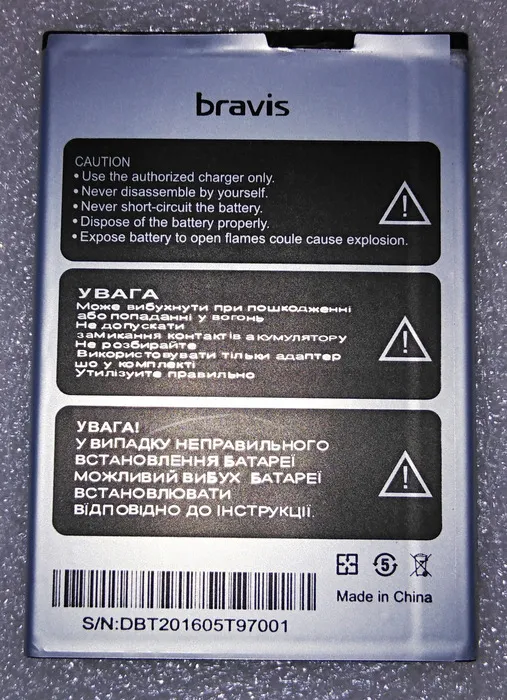 bravis
CAUTION
• Use the authorized charger only.
• Never disassemble by yourself.
• Never short-circuit the battery.
• Dispose of the battery properly.
• Expose battery to open flames coule cause explosion.
УВАГА
Може вибухнути при пошкодженні
або попаданні у вогонь
Не допускати
замикання контактів акумулятору
Не розбирайте
Використовувати тільки адаптер
шо у комплекті
Утилізуите правильно
УВАГА!
У ВИПАДКУ НЕПРАВИЛЬНОГО
ВСТАНОВЛЕННЯ БАТАРЕЇ
МОЖЛИВИЙ ВИБУХ БАТАРЕЇ
ВСТАНОВЛЮВАТИ
ВІДПОВІДНО ДО ІНСТРУКЦІЇ.
5
Made in China
S/N:DBT201605T97001